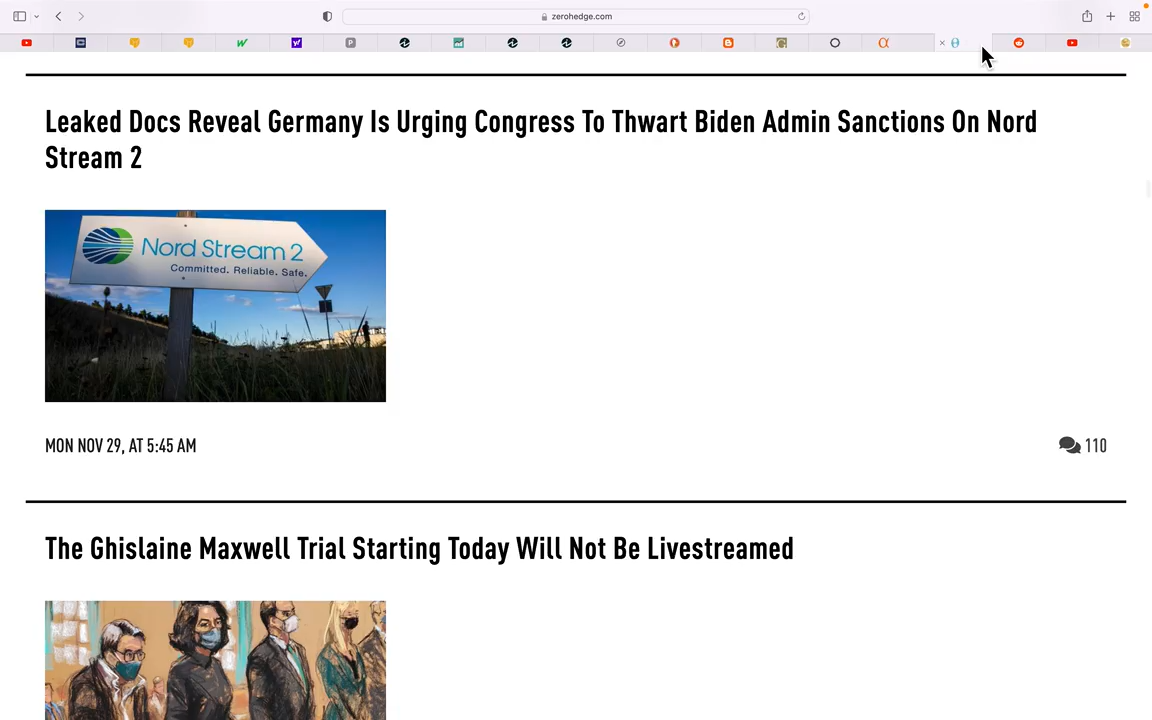 zerohedge.com
Leaked Docs Reveal Germany Is Urging Congress To Thwart Biden Admin Sanctions On Nord
Stream 2
Nord Stream 2
Committed. Reliable. Safe.
MON NOV 29, AT 5:45 AM
110
The Ghislaine Maxwell Trial Starting Today Will Not Be Livestreamed